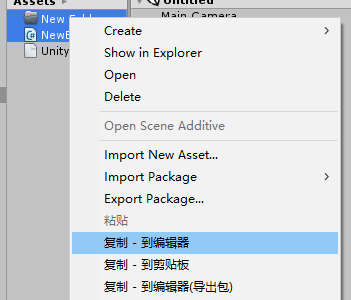 Assets
Untitled
Main Camera
New
NewE
Unity
Create
Show in Explorer
Open
Delete
Open Scene Additive
Import New Asset...
Import Package
Export Package...
粘贴
复制 - 到编辑器
复制 - 到剪贴板
复制 - 到编辑器(导出包)